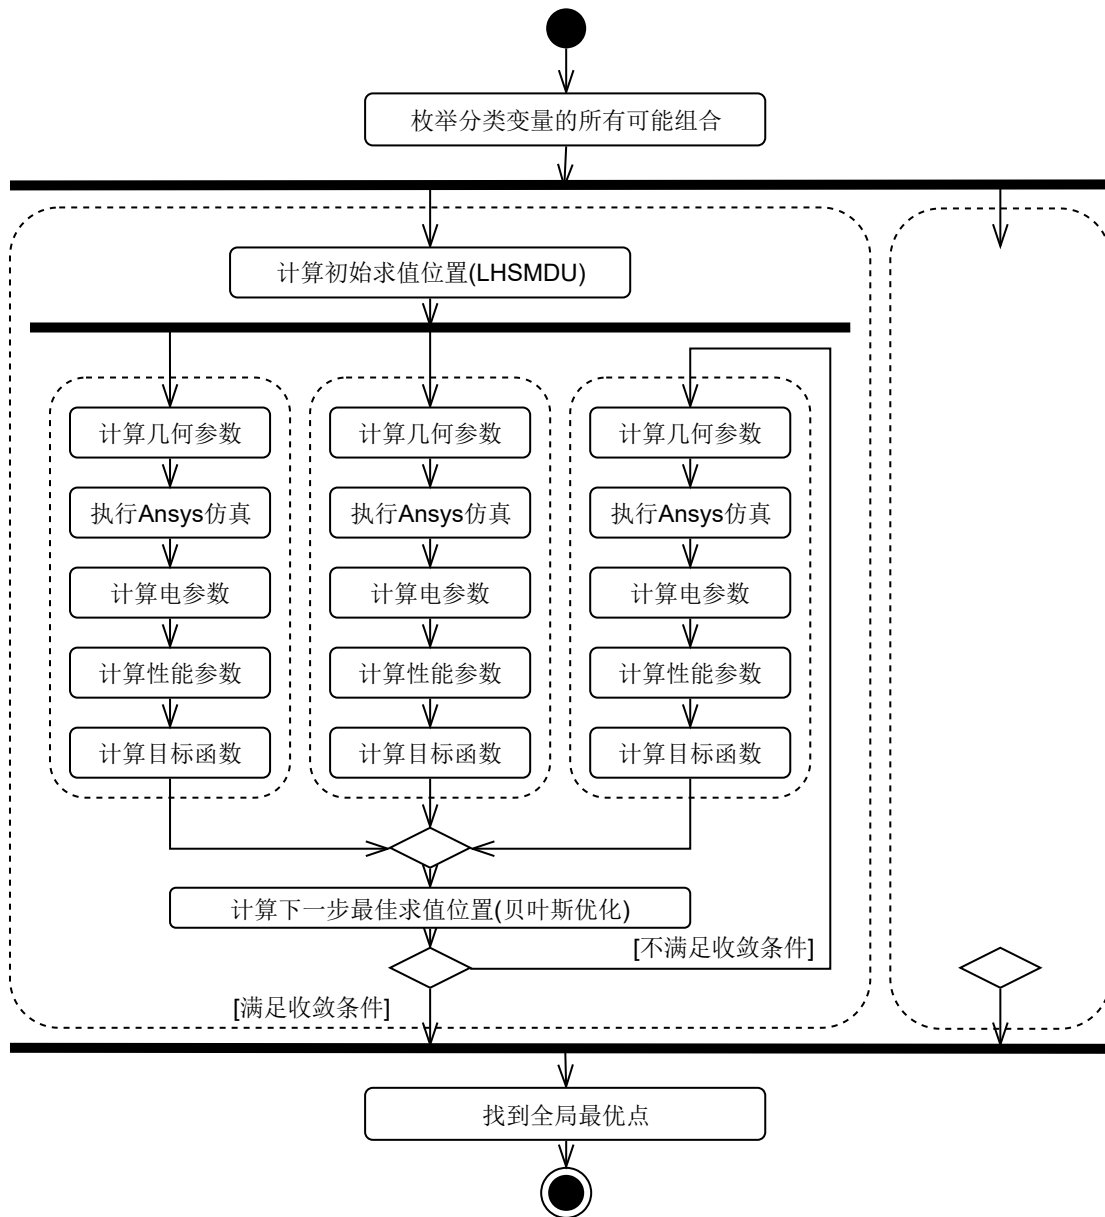 枚举分类变量的所有可能组合
计算初始求值位置(LHSMDU)
计算几何参数
计算几何参数
计算几何参数
执行Ansys仿真
执行Ansys仿真
执行Ansys仿真
计算电参数
计算电参数
计算电参数
计算性能参数
计算性能参数
计算性能参数
计算目标函数
计算目标函数
计算目标函数
计算下一步最佳求值位置(贝叶斯优化)
[不满足收敛条件]
[满足收敛条件]
找到全局最优点